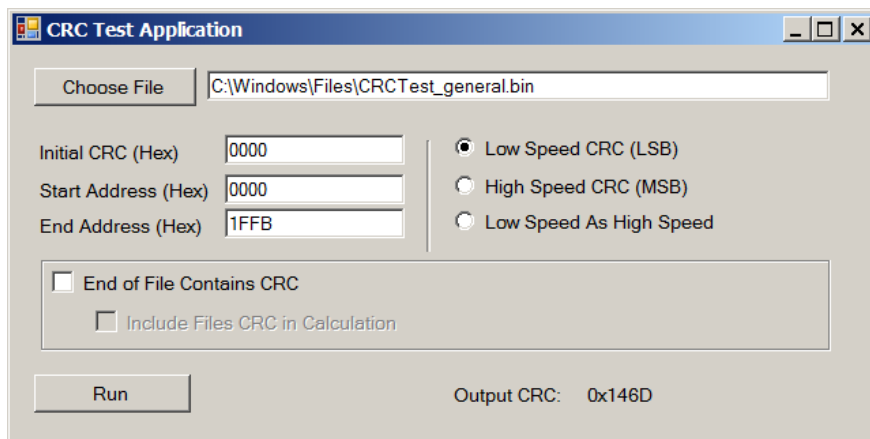 CRC Test Application
Choose File C:\Windows\Files\CRCTest_general.bin
Initial CRC (Hex) 0000 Low Speed CRC (LSB)
Start Address (Hex) 0000 High Speed CRC (MSB)
End Address (Hex) 1FFB Low Speed As High Speed
End of File Contains CRC
Include Files CRC in Calculation
Run Output CRC: 0x146D